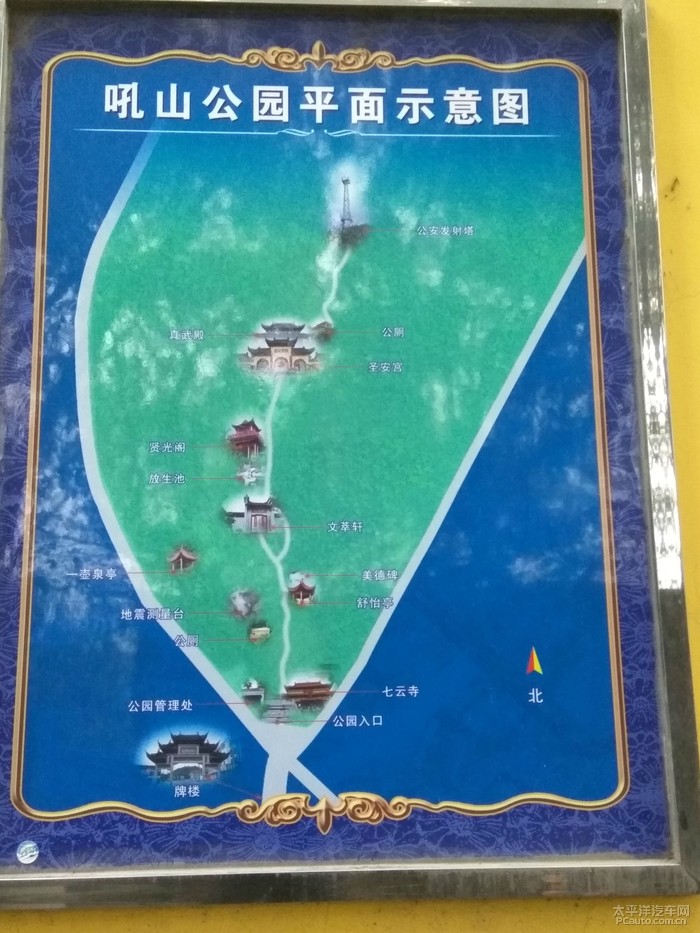 吼山公园平面示意图
公安发射塔
真武殿
公厕
圣安宫
贤光阁
放生池
文萃轩
一壶泉亭
美德碑
舒怡亭
地震测量台
公厕
七云寺
公园管理处
公园入口
北
牌楼
太平洋汽车网
PCauto.com.cn